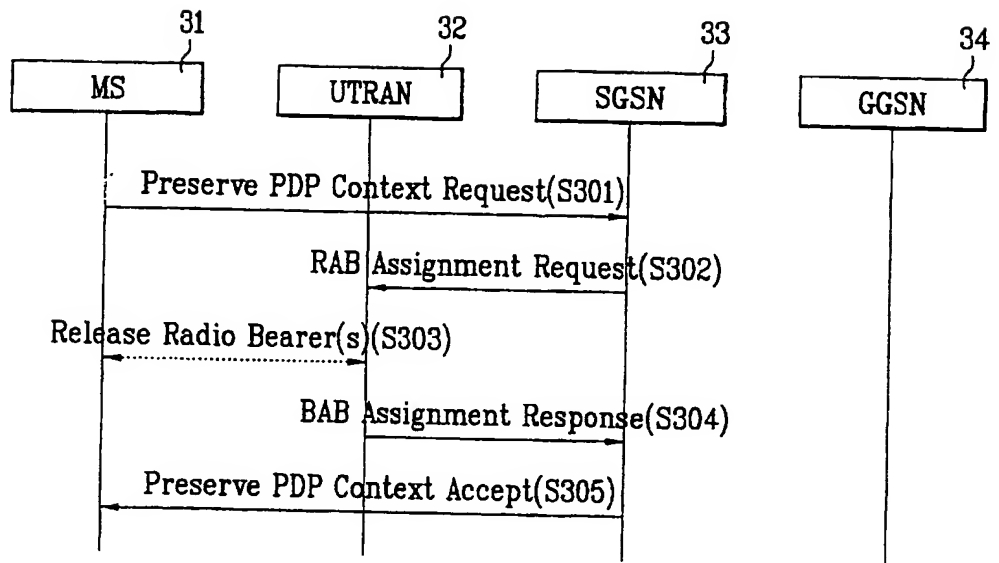 31
32
33
34
MS
UTRAN
SGSN
GGSN
Preserve PDP Context Request(S301)
RAB Assignment Request(S302)
Release Radio Bearer(s)(S303)
BAB Assignment Response(S304)
Preserve PDP Context Accept(S305)